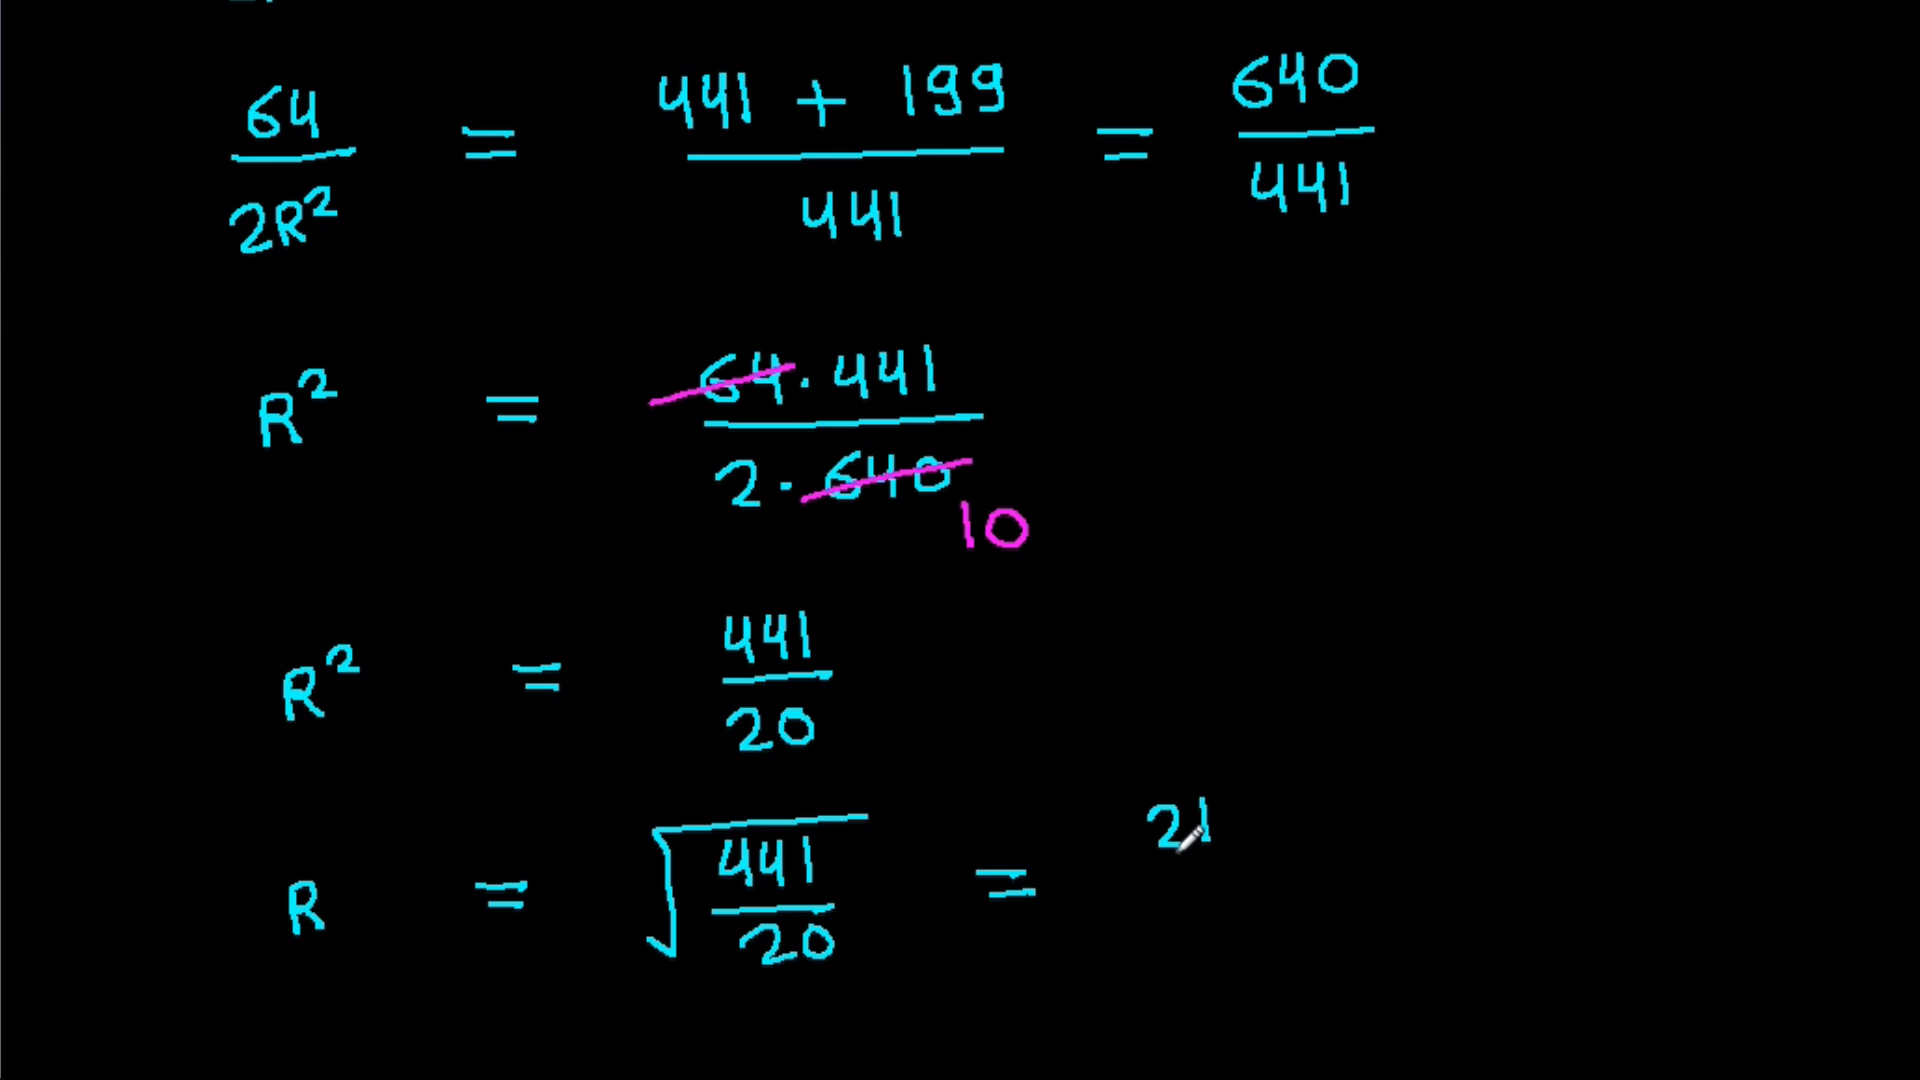 64/2R² = (441 + 199)/441 = 640/441
R² = (64 · 441)/(2 · 640) 10
R² = 441/20
R = √(441/20) = 21